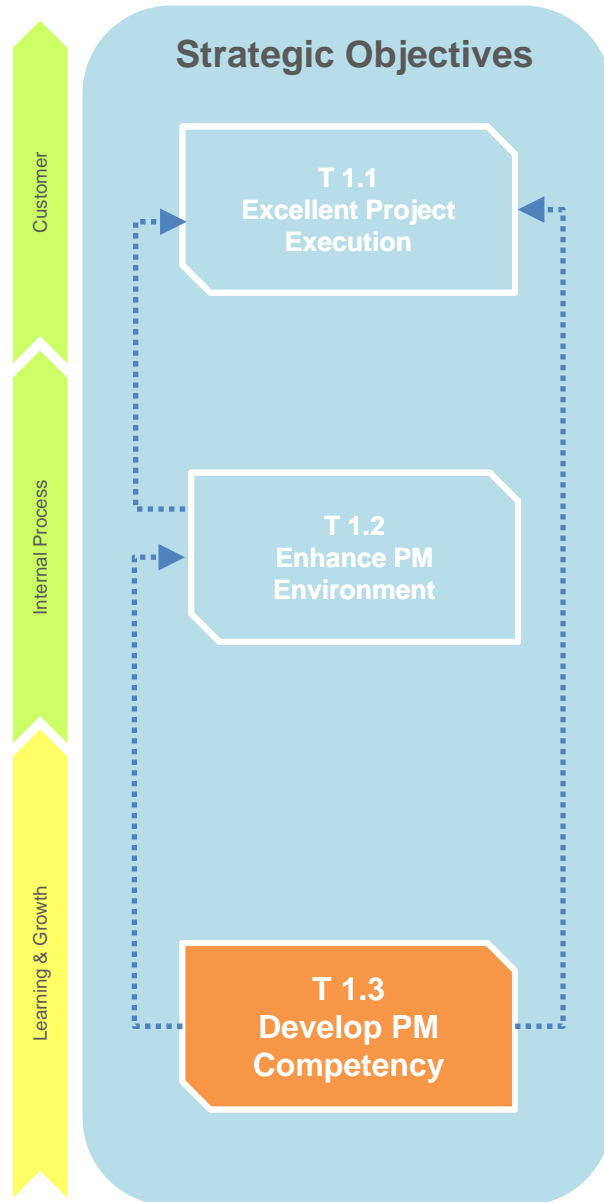 Strategic Objectives
Customer
T 1.1
Excellent Project
Execution
Internal Process
T 1.2
Enhance PM
Environment
Learning & Growth
T 1.3
Develop PM
Competency